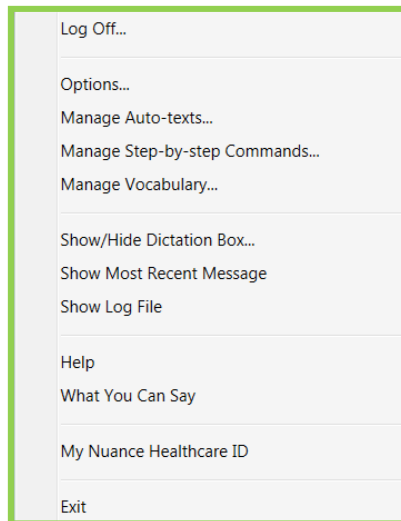 Log Off...
Options...
Manage Auto-texts...
Manage Step-by-step Commands...
Manage Vocabulary...
Show/Hide Dictation Box...
Show Most Recent Message
Show Log File
Help
What You Can Say
My Nuance Healthcare ID
Exit